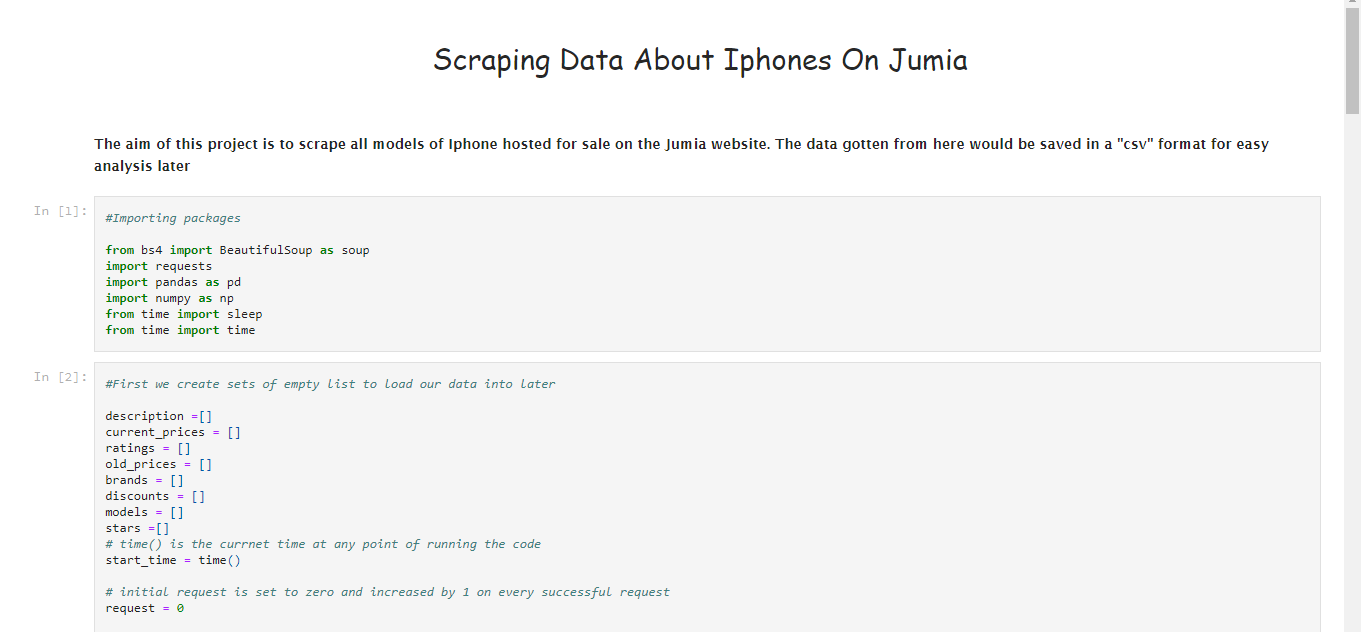 Scraping Data About Iphones On Jumia
The aim of this project is to scrape all models of Iphone hosted for sale on the Jumia website. The data gotten from here would be saved in a "csv" format for easy
analysis later
In [1]:
#Importing packages
from bs4 import BeautifulSoup as soup
import requests
import pandas as pd
import numpy as np
from time import sleep
from time import time
In [2]:
#First we create sets of empty list to load our data into later
description =[]
current_prices = []
ratings = []
old_prices = []
brands = []
discounts = []
models = []
stars =[]
# time() is the currnet time at any point of running the code
start_time = time()
# initial request is set to zero and increased by 1 on every successful request
request = 0